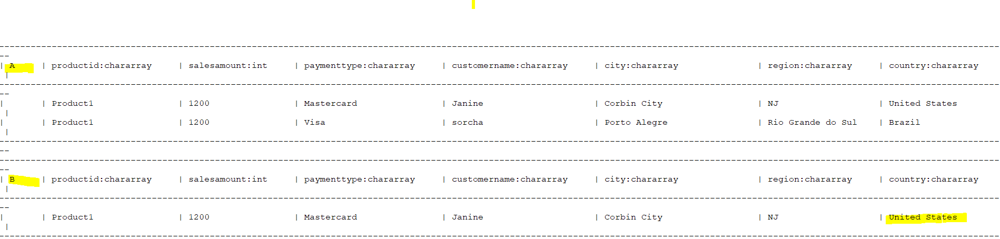 --
| A | productid:chararray | salesamount:int | paymenttype:chararray | customername:chararray | city:chararray | region:chararray | country:chararray
|
--
| | Product1 | 1200 | Mastercard | Janine | Corbin City | NJ | United States
|
| | Product1 | 1200 | Visa | sorcha | Porto Alegre | Rio Grande do Sul | Brazil
|
--
--
| B | productid:chararray | salesamount:int | paymenttype:chararray | customername:chararray | city:chararray | region:chararray | country:chararray
|
--
| | Product1 | 1200 | Mastercard | Janine | Corbin City | NJ | United States
|